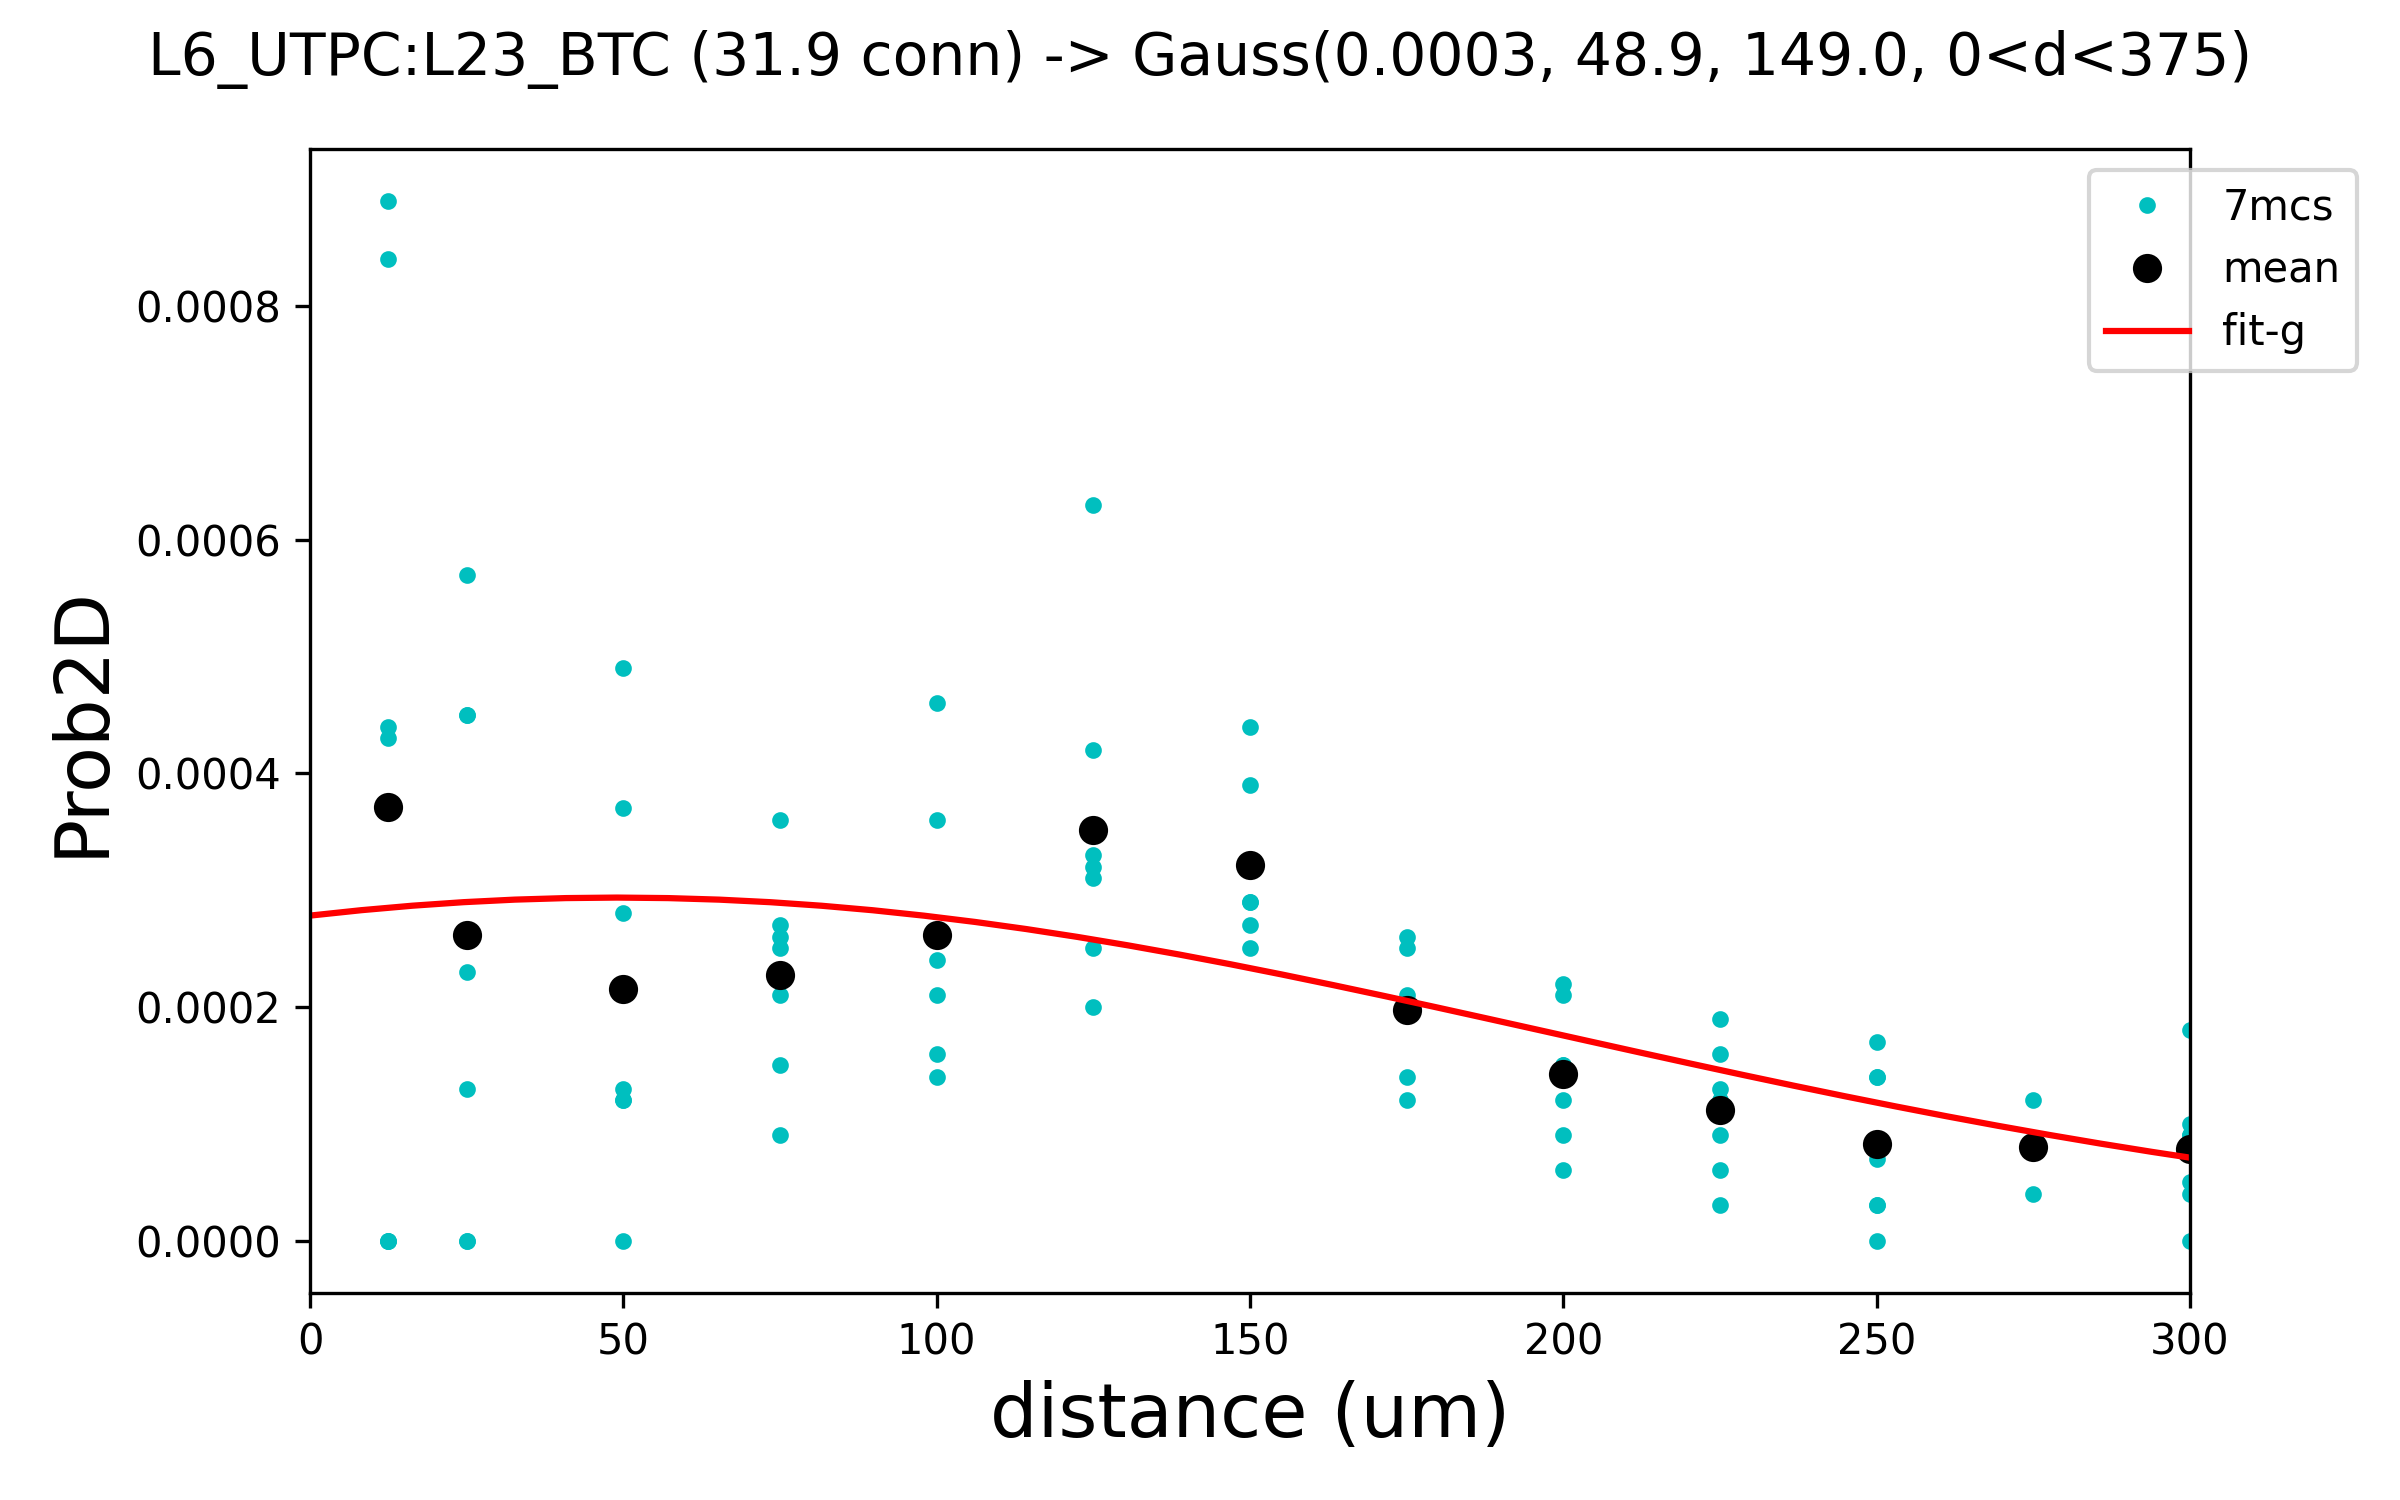 L6_UTPC:L23_BTC (31.9 conn) -> Gauss(0.0003, 48.9, 149.0, 0<d<375)
7mcs
mean
fit-g
Prob2D
0.0008
0.0006
0.0004
0.0002
0.0000
0 50 100 150 200 250 300
distance (um)